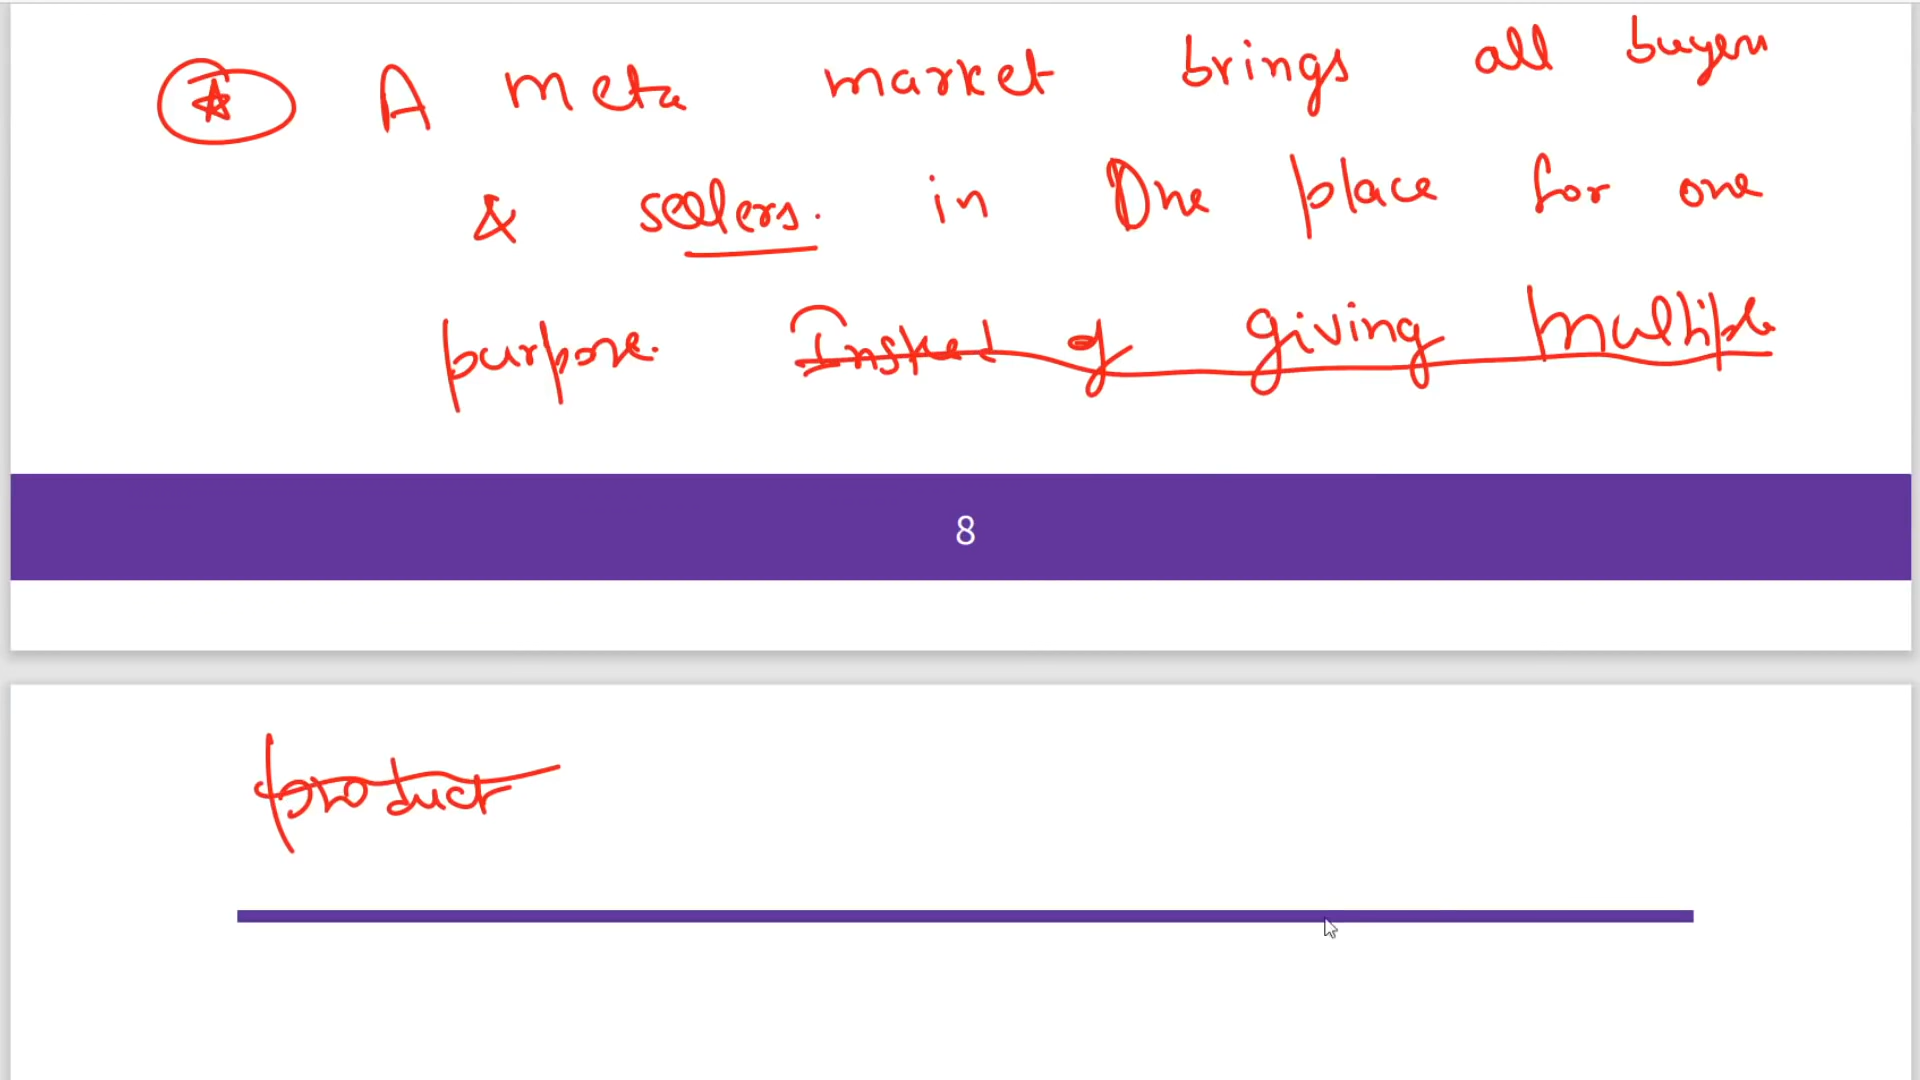 A meta market brings all buyers
& sellers. in One place for one
purpose. Instead of giving multiple
8
product